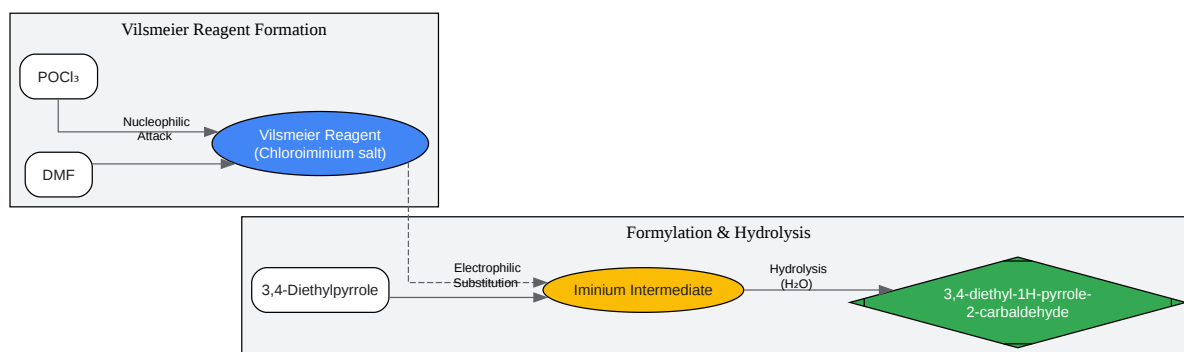 Vilsmeier Reagent Formation
POCl₃
Nucleophilic
Attack
Vilsmeier Reagent
(Chloroiminium salt)
DMF
Formylation & Hydrolysis
3,4-Diethylpyrrole
Electrophilic
Substitution
Iminium Intermediate
Hydrolysis
(H₂O)
3,4-diethyl-1H-pyrrole-
2-carbaldehyde